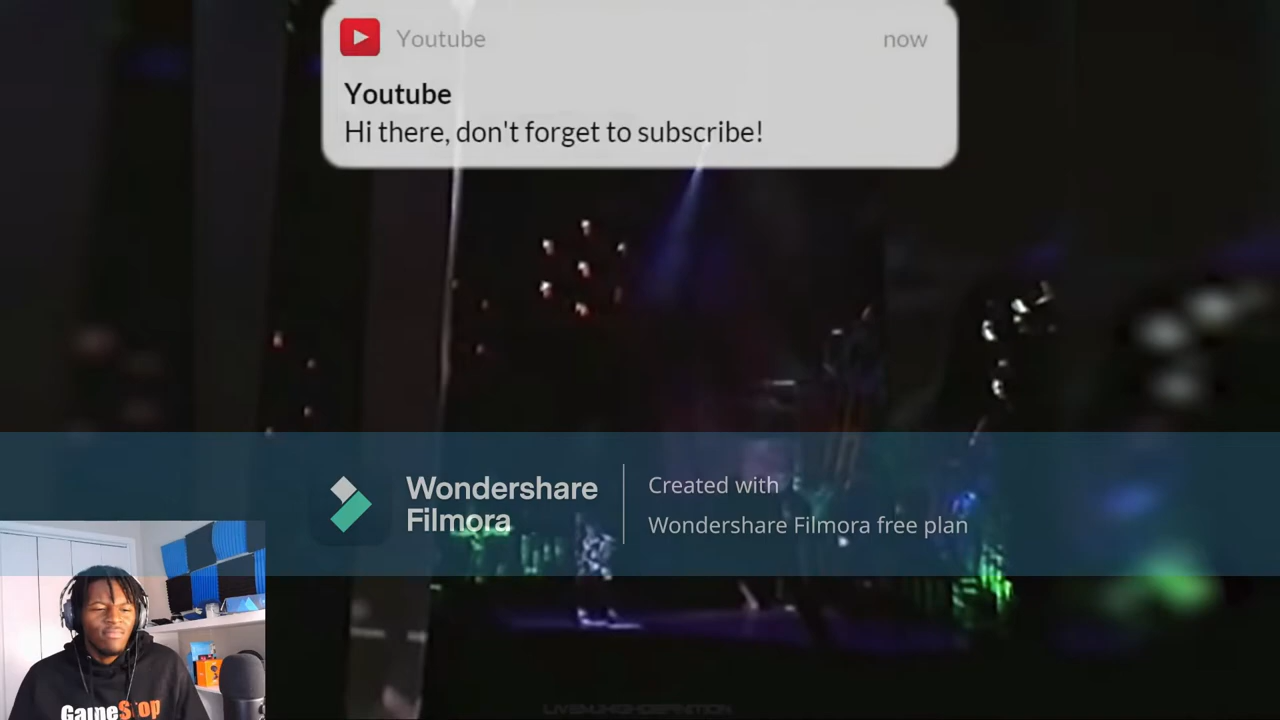 Youtube
now
Youtube
Hi there, don't forget to subscribe!
Wondershare
Filmora
Created with
Wondershare Filmora free plan
GameStop